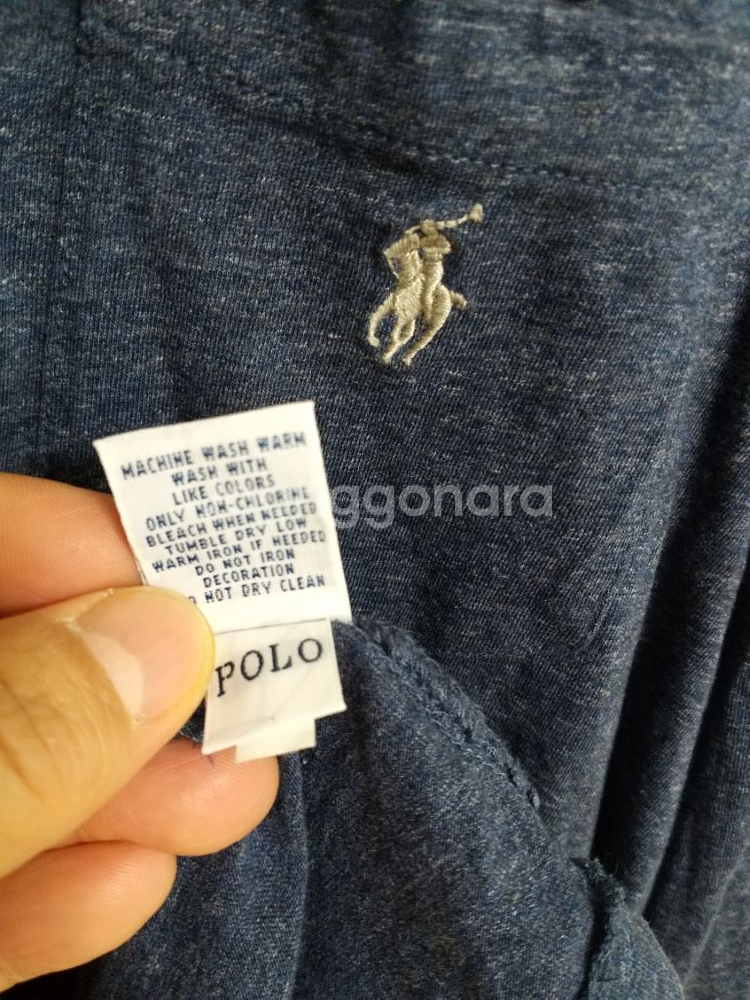 MACHINE WASH WARM
WASH WITH
LIKE COLORS
ONLY NON-CHLORINE
BLEACH WHEN NEEDED
TUMBLE DRY LOW
WARM IRON IF NEEDED
DO NOT IRON
DECORATION
NOT DRY CLEAN
ggonara
POLO